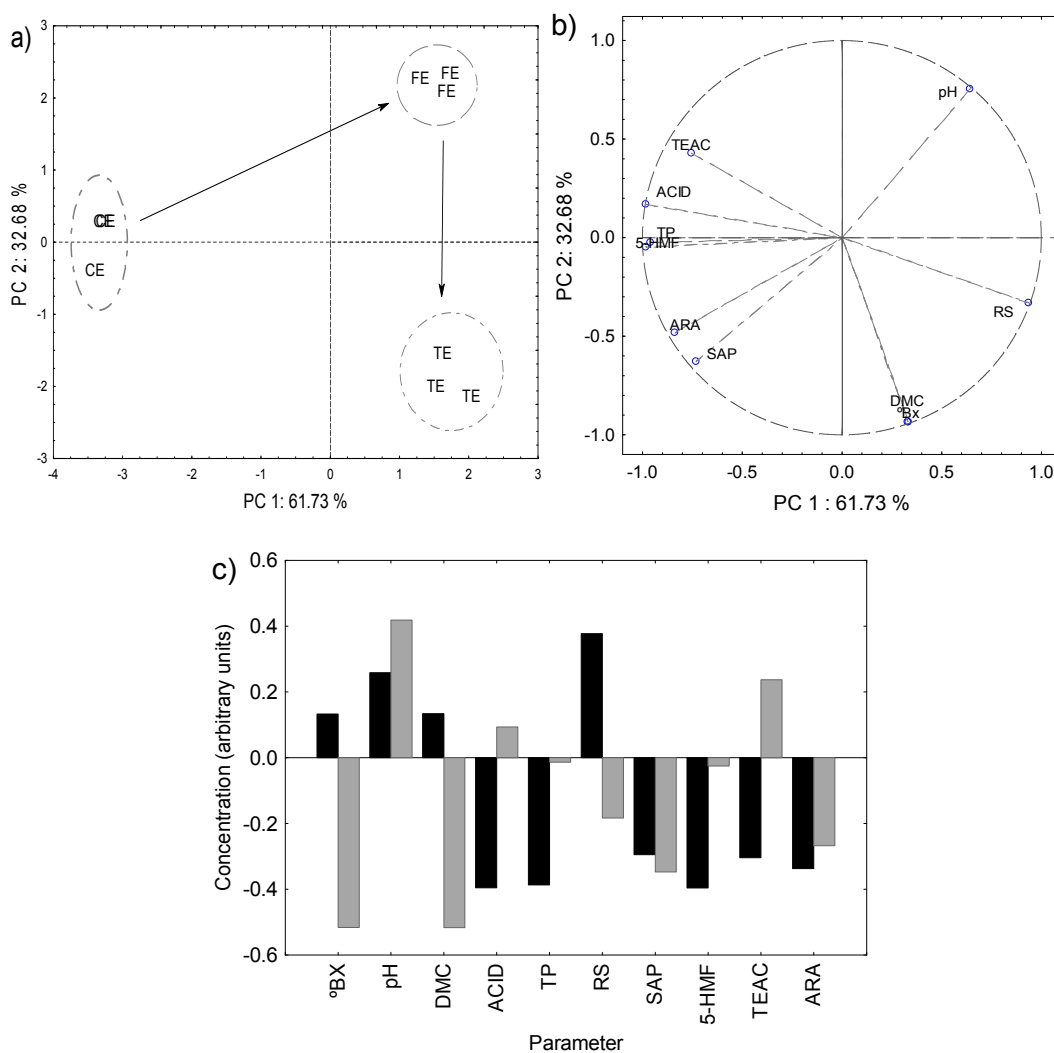 a)
3
2
1
0
-1
-2
-3
PC 2: 32.68 %
FE FE
FE
CE CE
CE
TE
TE TE
-4 -3 -2 -1 0 1 2 3
PC 1: 61.73 %
b)
1.0
0.5
0.0
-0.5
-1.0
PC 2: 32.68 %
pH
TEAC
ACID
TP
5-HMF
RS
ARA
SAP
DMC
ºBx
-1.0 -0.5 0.0 0.5 1.0
PC 1 : 61.73 %
c)
0.6
0.4
0.2
0.0
-0.2
-0.4
-0.6
Concentration (arbitrary units)
ºBX pH DMC ACID TP RS SAP 5-HMF TEAC ARA
Parameter